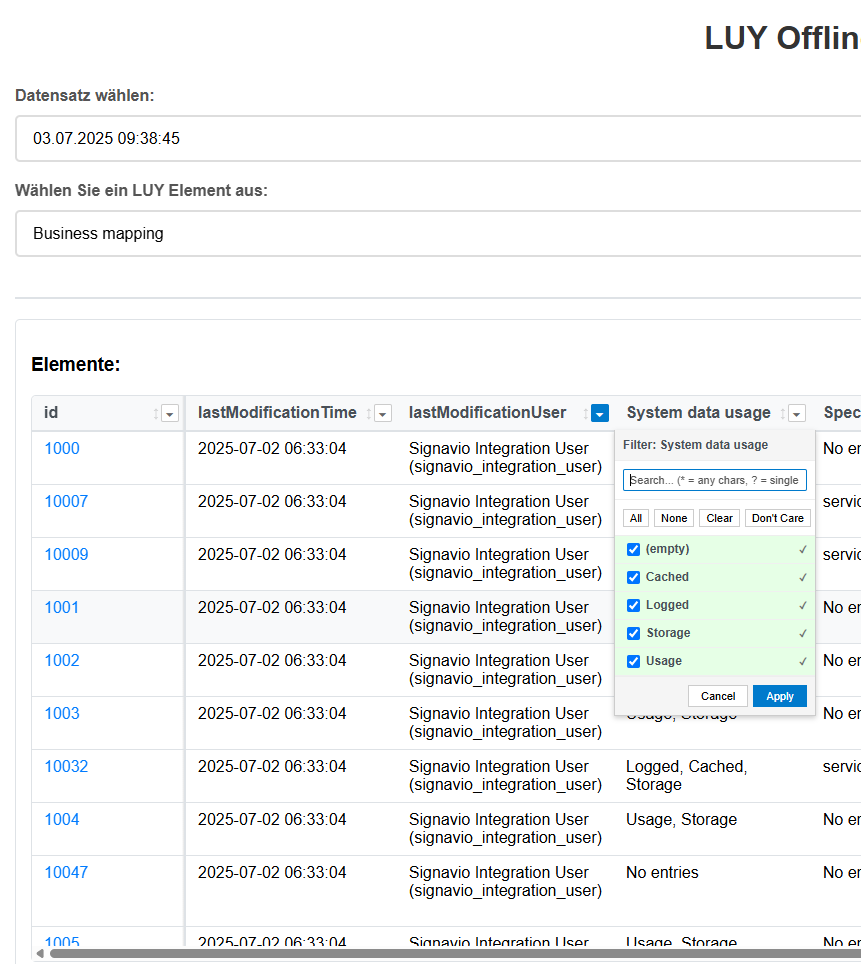 LUY Offlin
Datensatz wählen:
03.07.2025 09:38:45
Wählen Sie ein LUY Element aus:
Business mapping
Elemente:
id lastModificationTime lastModificationUser System data usage Spec
1000 2025-07-02 06:33:04 Signavio Integration User (signavio_integration_user) No en
10007 2025-07-02 06:33:04 Signavio Integration User (signavio_integration_user) servic
10009 2025-07-02 06:33:04 Signavio Integration User (signavio_integration_user) servic
1001 2025-07-02 06:33:04 Signavio Integration User (signavio_integration_user) No en
1002 2025-07-02 06:33:04 Signavio Integration User (signavio_integration_user) No en
1003 2025-07-02 06:33:04 Signavio Integration User (signavio_integration_user) Usage, Storage No en
10032 2025-07-02 06:33:04 Signavio Integration User (signavio_integration_user) Logged, Cached, Storage servic
1004 2025-07-02 06:33:04 Signavio Integration User (signavio_integration_user) Usage, Storage No en
10047 2025-07-02 06:33:04 Signavio Integration User (signavio_integration_user) No entries No en
1005 2025-07-02 06:33:04 Signavio Integration User Usage, Storage No en
Filter: System data usage
Search... (* = any chars, ? = single
All None Clear Don't Care
(empty) ✓
Cached ✓
Logged ✓
Storage ✓
Usage ✓
Cancel Apply